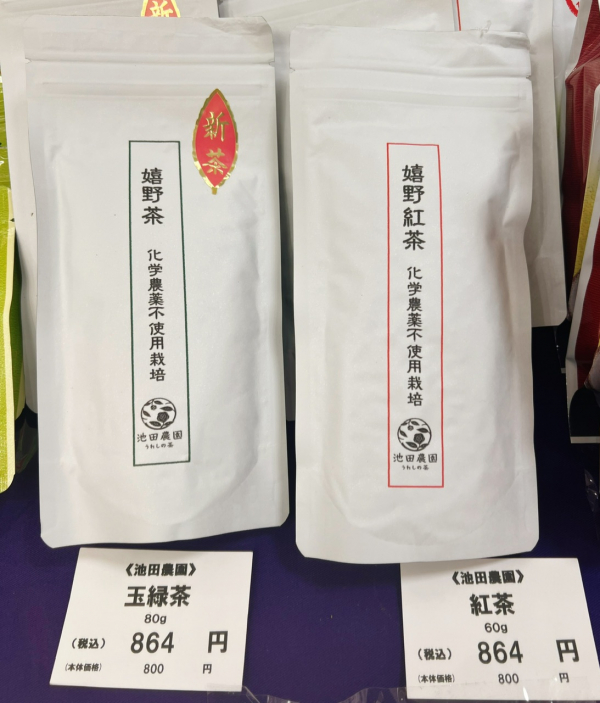 新
新茶
嬉野茶 化学農薬不使用栽培
池田農園
うれしの茶
嬉野紅茶 化学農薬不使用栽培
池田農園
うれしの茶
《池田農園》
玉緑茶
80g
(税込) 864 円
(本体価格) 800 円
《池田農園》
紅茶
60g
(税込) 864 円
(本体価格) 800 円